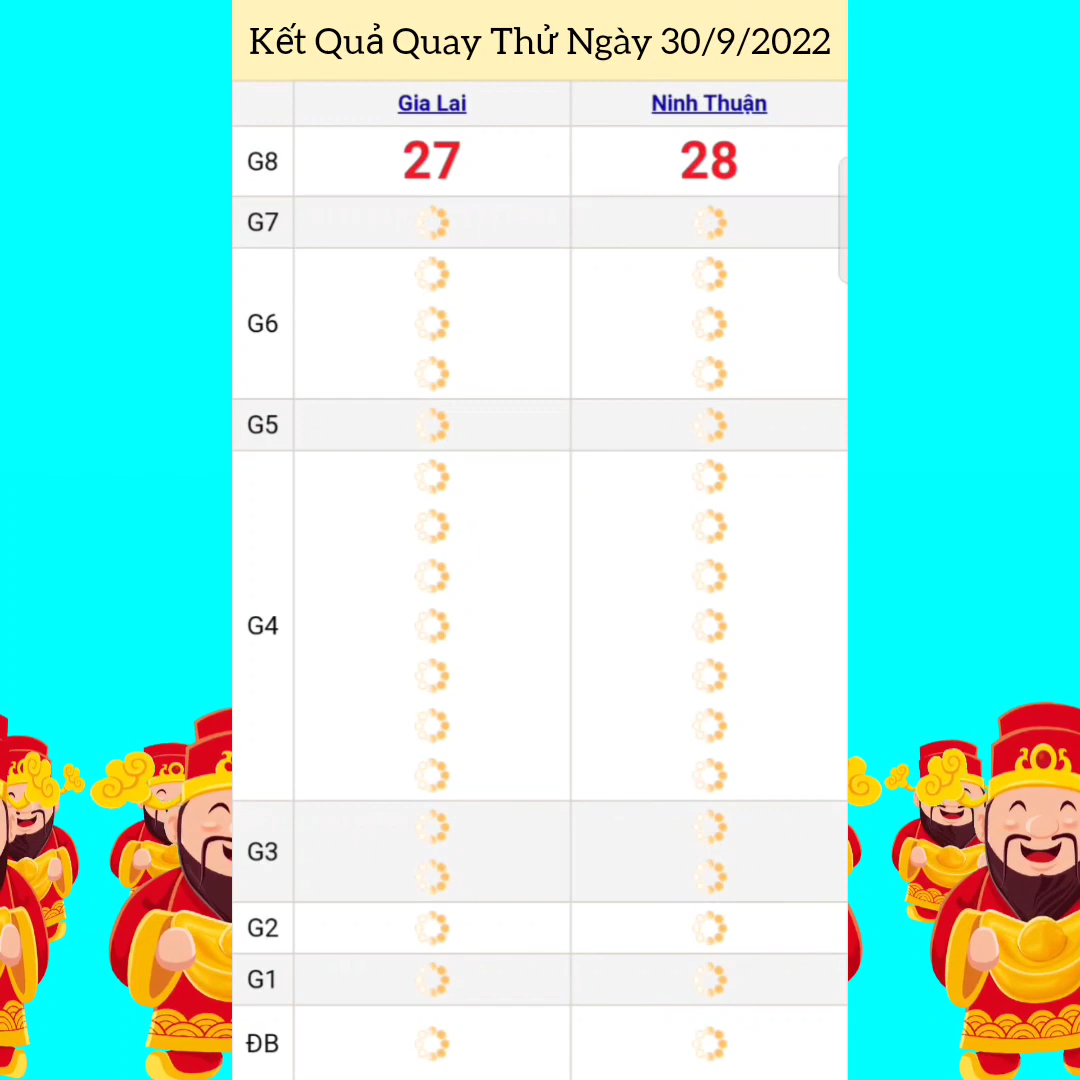 Kết Quả Quay Thử Ngày 30/9/2022
Gia Lai Ninh Thuận
G8 27 28
G7
G6
G5
G4
G3
G2
G1
ĐB